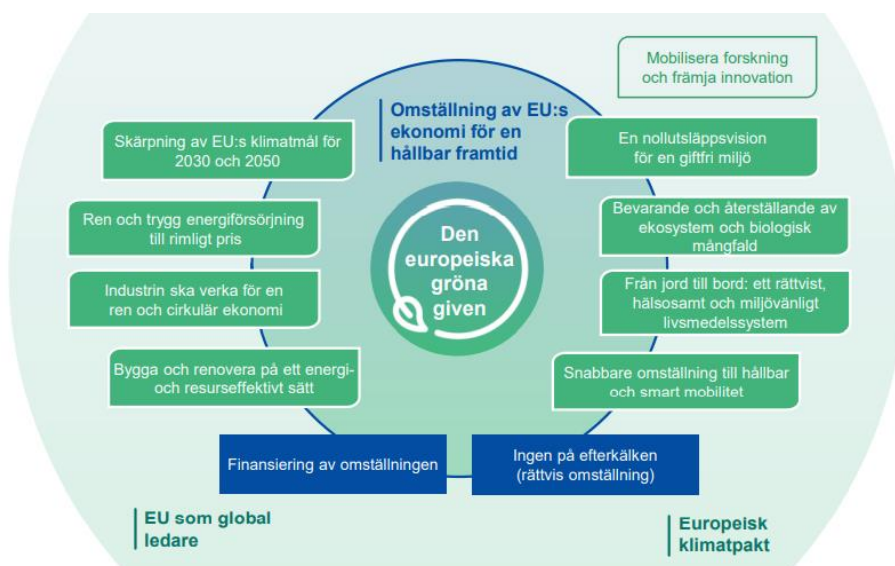 Mobilisera forskning
och främja innovation
Omställning av EU:s
ekonomi för en
hållbar framtid
Skärpning av EU:s klimatmål för
2030 och 2050
En nollutsläppsvision
för en giftfri miljö
Ren och trygg energiförsörjning
till rimligt pris
Bevarande och återställande av
ekosystem och biologisk
mångfald
Den
europeiska
gröna
given
Industrin ska verka för en
ren och cirkulär ekonomi
Från jord till bord: ett rättvist,
hälsosamt och miljövänligt
livsmedelssystem
Bygga och renovera på ett energi-
och resurseffektivt sätt
Snabbare omställning till hållbar
och smart mobilitet
Finansiering av omställningen
Ingen på efterkälken
(rättvis omställning)
EU som global
ledare
Europeisk
klimatpakt